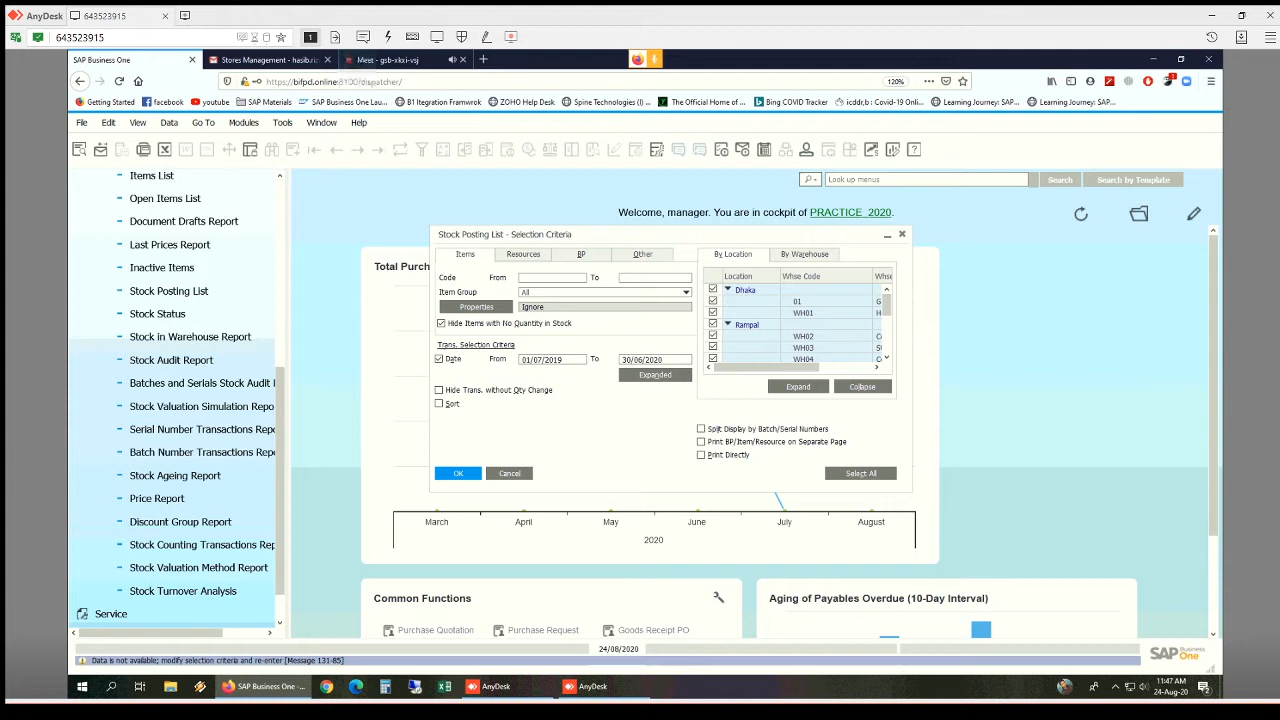 AnyDesk 643523915
643523915 1
SAP Business One Stores Management - hasib.ris Meet - gsb-xkxi-vsj
https://bifpd.online:8100/dispatcher/ 120%
Getting Started facebook youtube SAP Materials SAP Business One Lau... B1 Itegration Framwrok ZOHO Help Desk Spine Technologies (I... The Official Home of ... Bing COVID Tracker icddr,b : Covid-19 Onli... Learning Journey: SAP... Learning Journey: SAP...
File Edit View Data Go To Modules Tools Window Help
Look up menus Search Search by Template
Welcome, manager. You are in cockpit of PRACTICE_2020.
Items List
Open Items List
Document Drafts Report
Last Prices Report
Inactive Items
Stock Posting List
Stock Status
Stock in Warehouse Report
Stock Audit Report
Batches and Serials Stock Audit
Stock Valuation Simulation Repo
Serial Number Transactions Repo
Batch Number Transactions Repo
Stock Ageing Report
Price Report
Discount Group Report
Stock Counting Transactions Rep
Stock Valuation Method Report
Stock Turnover Analysis
Service
Total Purch
Stock Posting List - Selection Criteria
Items Resources BP Other
Code From To
Item Group All
Properties Ignore
Hide Items with No Quantity in Stock
Trans. Selection Criteria
Date From 01/07/2019 To 30/06/2020
Expanded
Hide Trans. without Qty Change
Sort
OK Cancel
By Location By Warehouse
Location Whse Code Whse
Dhaka
01 G
WH01 H
Rampal
WH02
WH03
WH04
Expand Collapse
Split Display by Batch/Serial Numbers
Print BP/Item/Resource on Separate Page
Print Directly
Select All
March April May June July August
2020
Common Functions
Purchase Quotation Purchase Request Goods Receipt PO
Aging of Payables Overdue (10-Day Interval)
24/08/2020
Data is not available; modify selection criteria and re-enter [Message 131-85]
SAP Business One
SAP Business One -... AnyDesk AnyDesk
11:47 AM
24-Aug-20
2